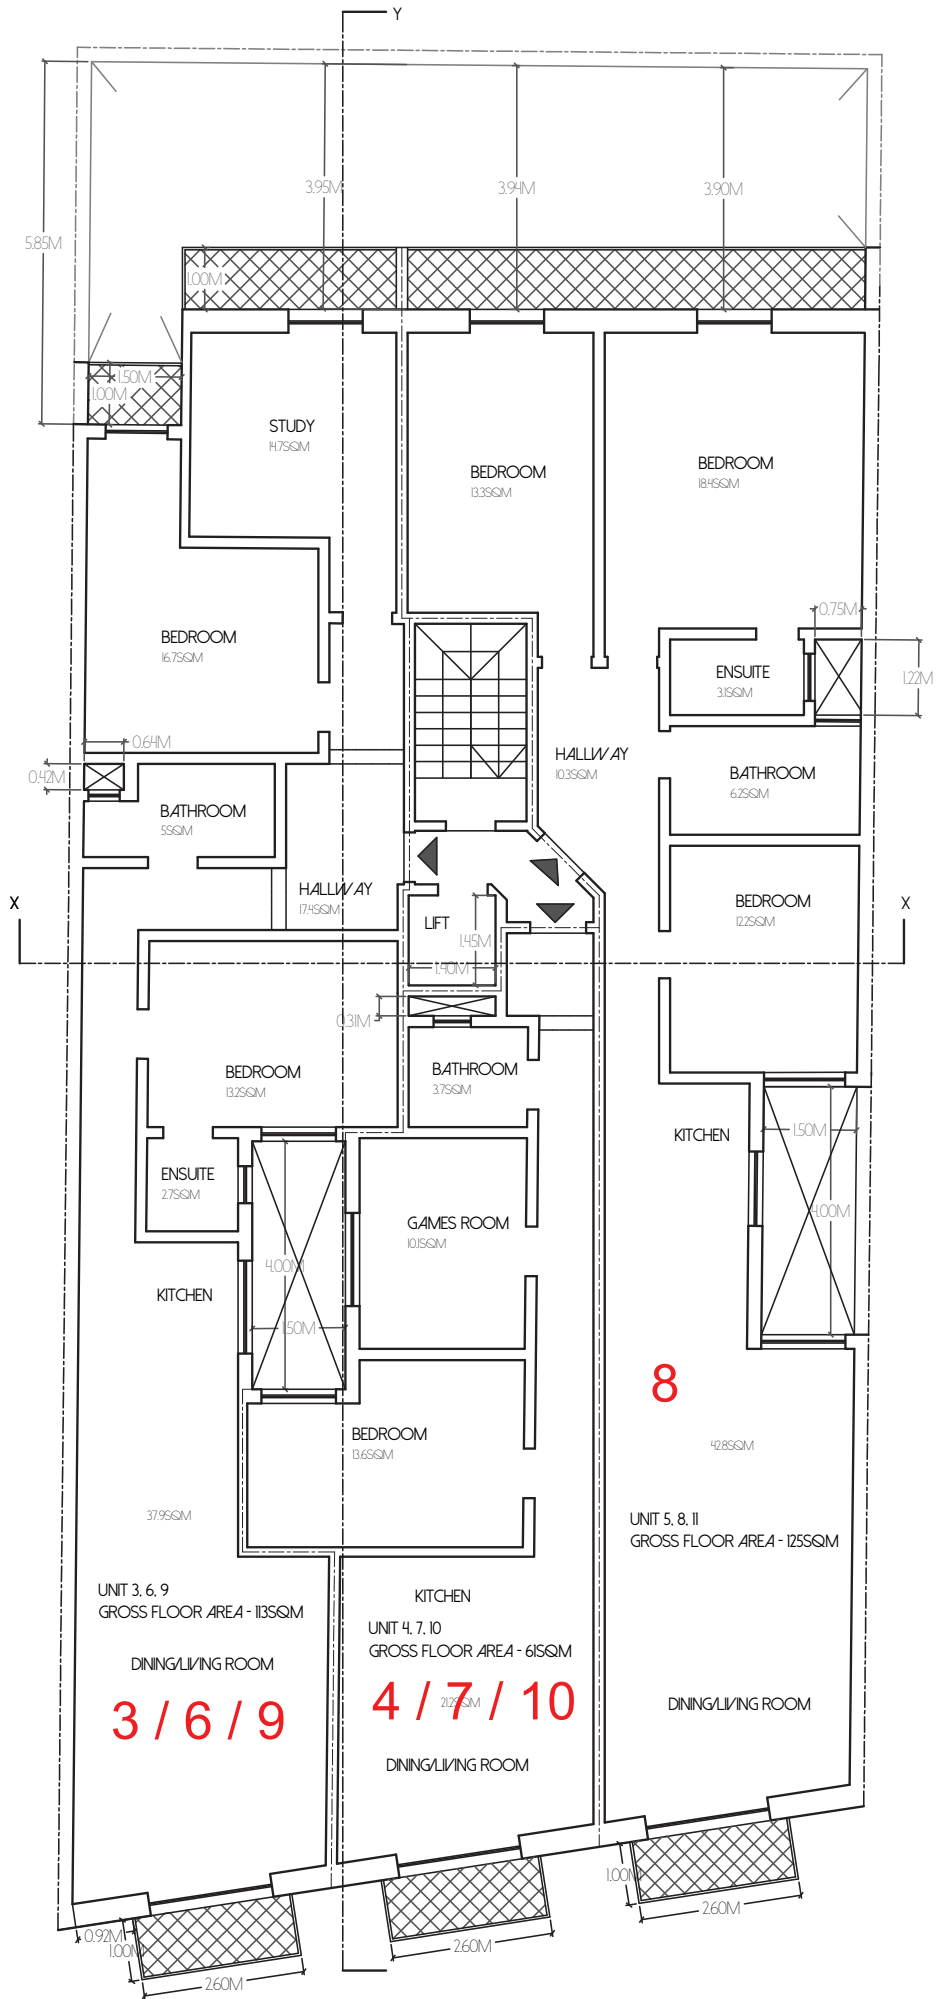 Y
3.95M
3.94M
3.90M
5.85M
1.00M
1.50M
1.00M
STUDY
14.7SQM
BEDROOM
13.3SQM
BEDROOM
18.4SQM
0.75M
BEDROOM
16.7SQM
ENSUITE
3.1SQM
1.22M
0.64M
HALLWAY
10.3SQM
0.42M
BATHROOM
6.2SQM
BATHROOM
5SQM
HALLWAY
17.4SQM
BEDROOM
12.2SQM
X
X
LIFT
1.45M
1.40M
0.31M
BEDROOM
13.2SQM
BATHROOM
3.7SQM
KITCHEN
1.50M
ENSUITE
2.7SQM
4.00M
GAMES ROOM
10.1SQM
4.00M
KITCHEN
1.50M
8
BEDROOM
13.6SQM
42.8SQM
37.9SQM
UNIT 5, 8, 11
GROSS FLOOR AREA - 125SQM
UNIT 3, 6, 9
GROSS FLOOR AREA - 113SQM
KITCHEN
UNIT 4, 7, 10
GROSS FLOOR AREA - 61SQM
DINING/LIVING ROOM
3 / 6 / 9
21.2SQM
4 / 7 / 10
DINING/LIVING ROOM
DINING/LIVING ROOM
1.00M
2.60M
0.92M
1.00M
2.60M
2.60M